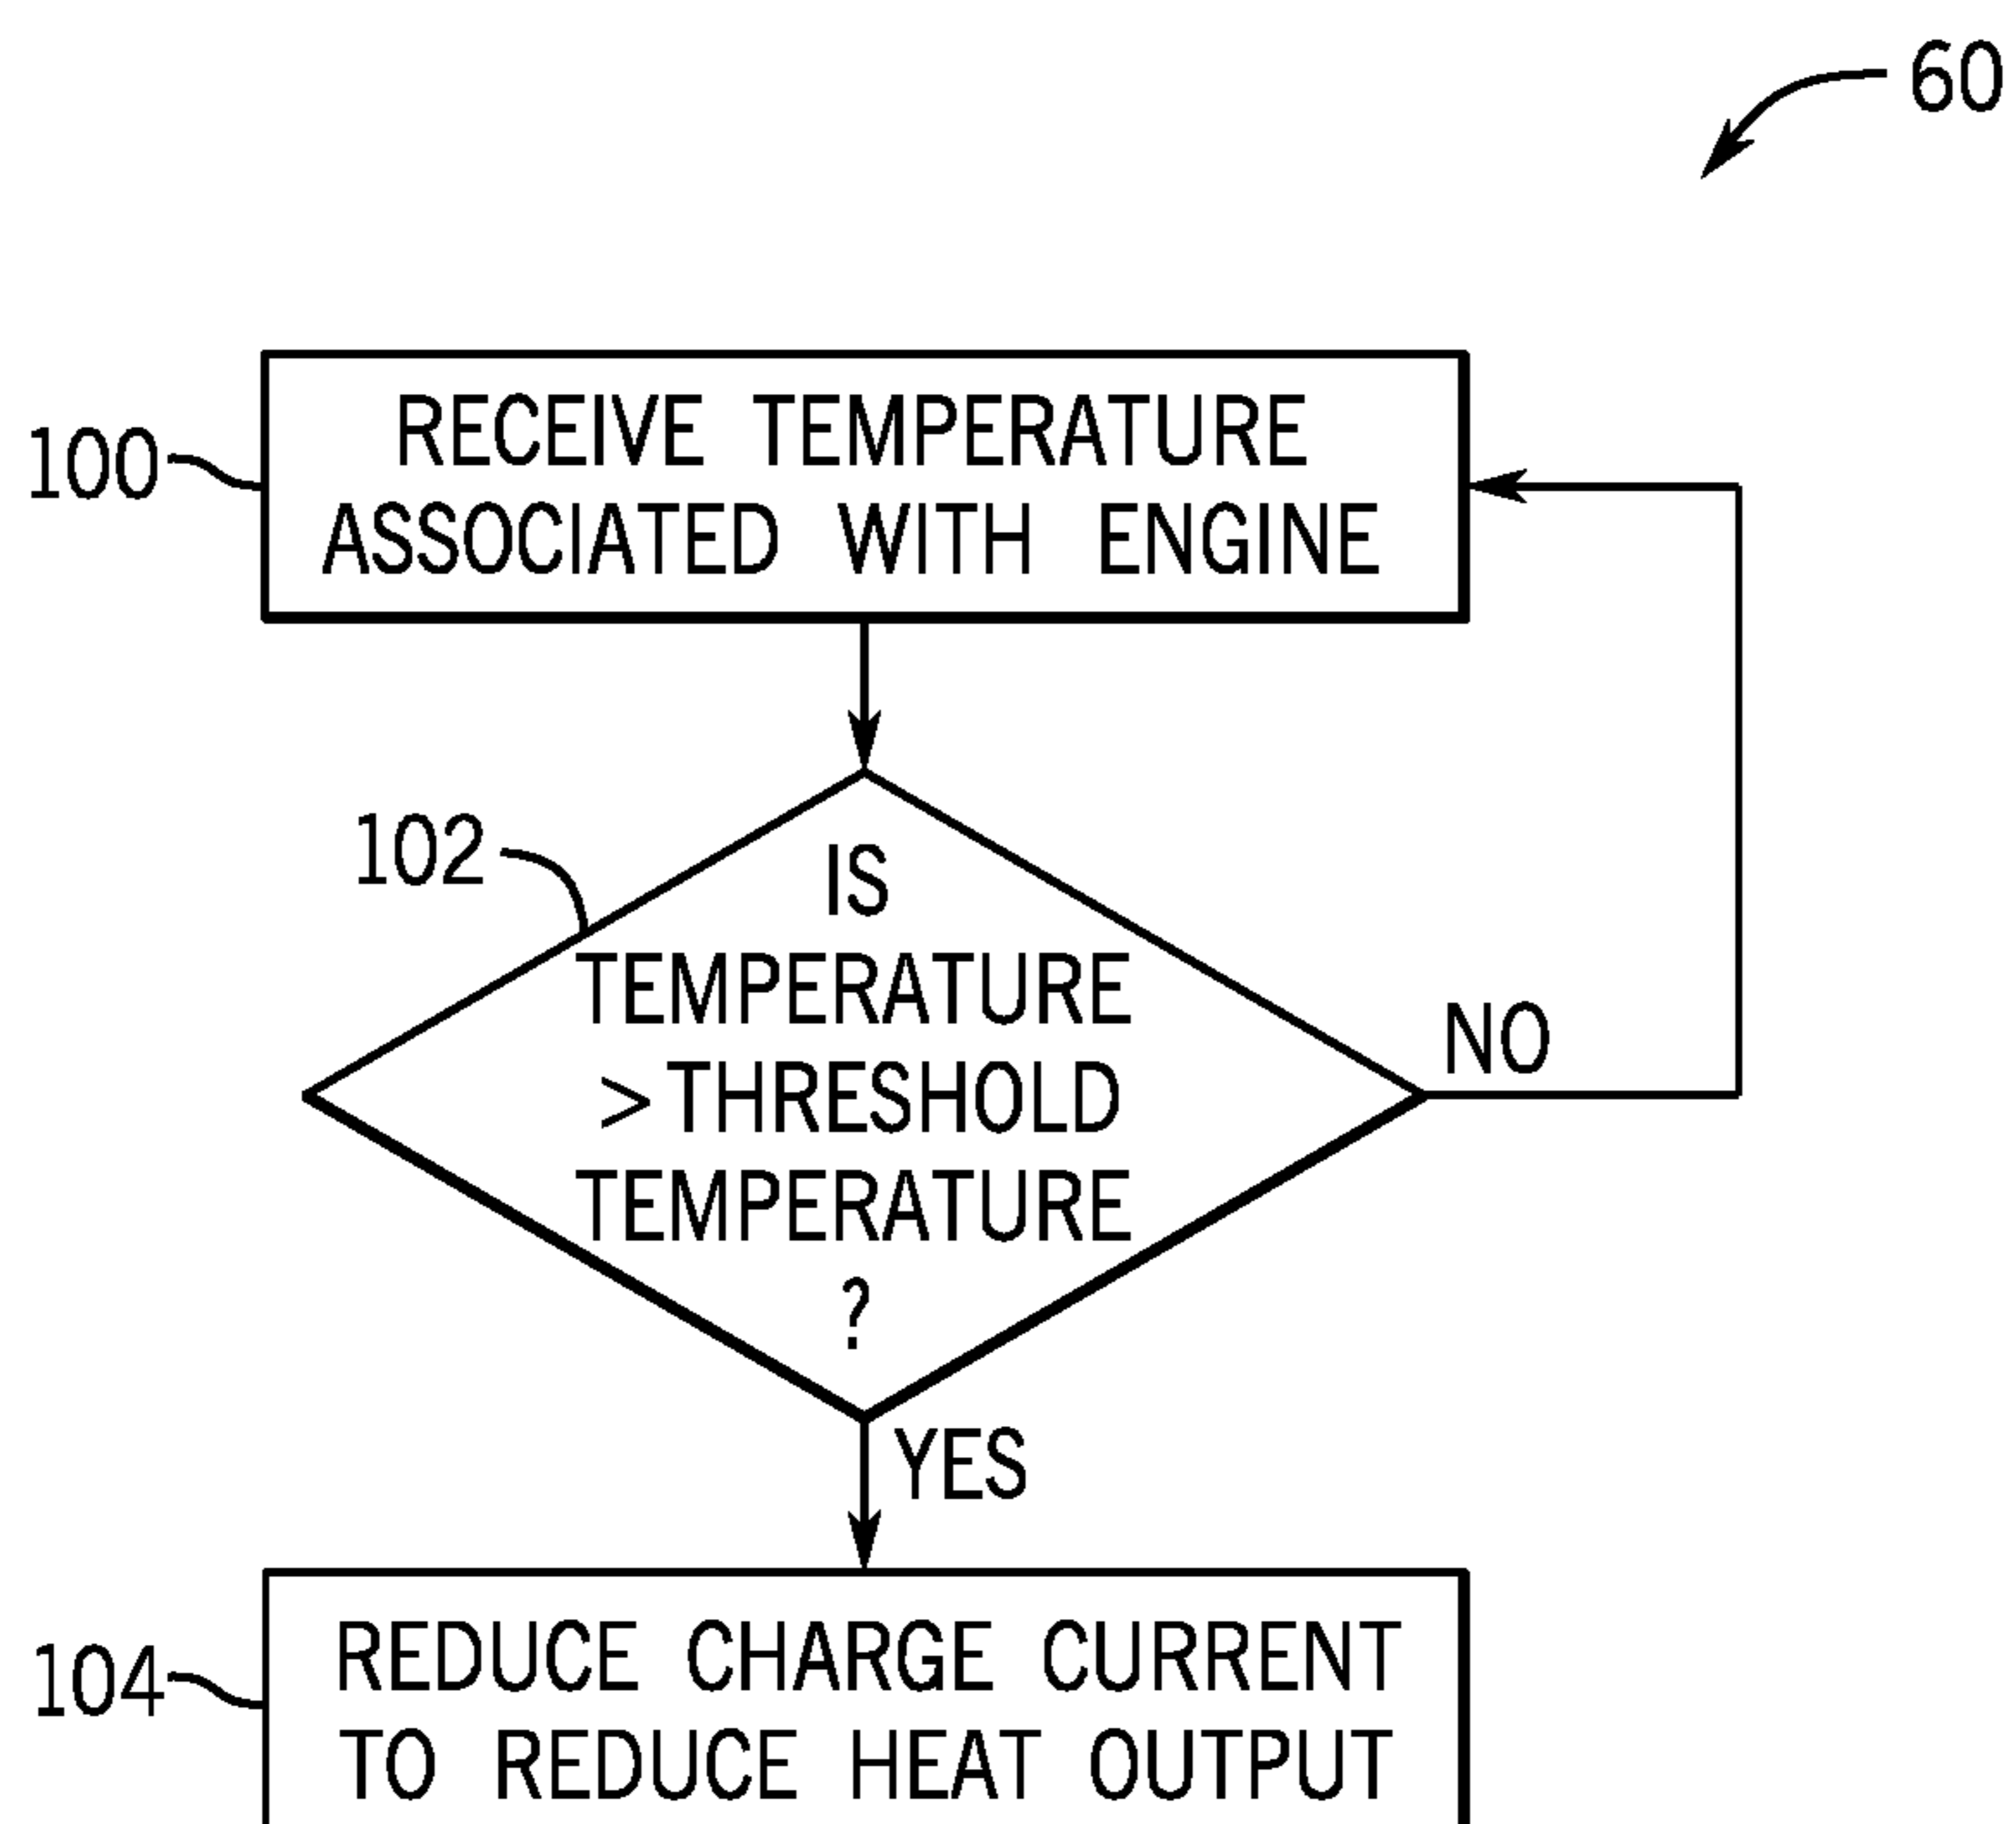 60
100
RECEIVE TEMPERATURE
ASSOCIATED WITH ENGINE
102
IS
TEMPERATURE
> THRESHOLD
TEMPERATURE
?
NO
YES
104
REDUCE CHARGE CURRENT
TO REDUCE HEAT OUTPUT